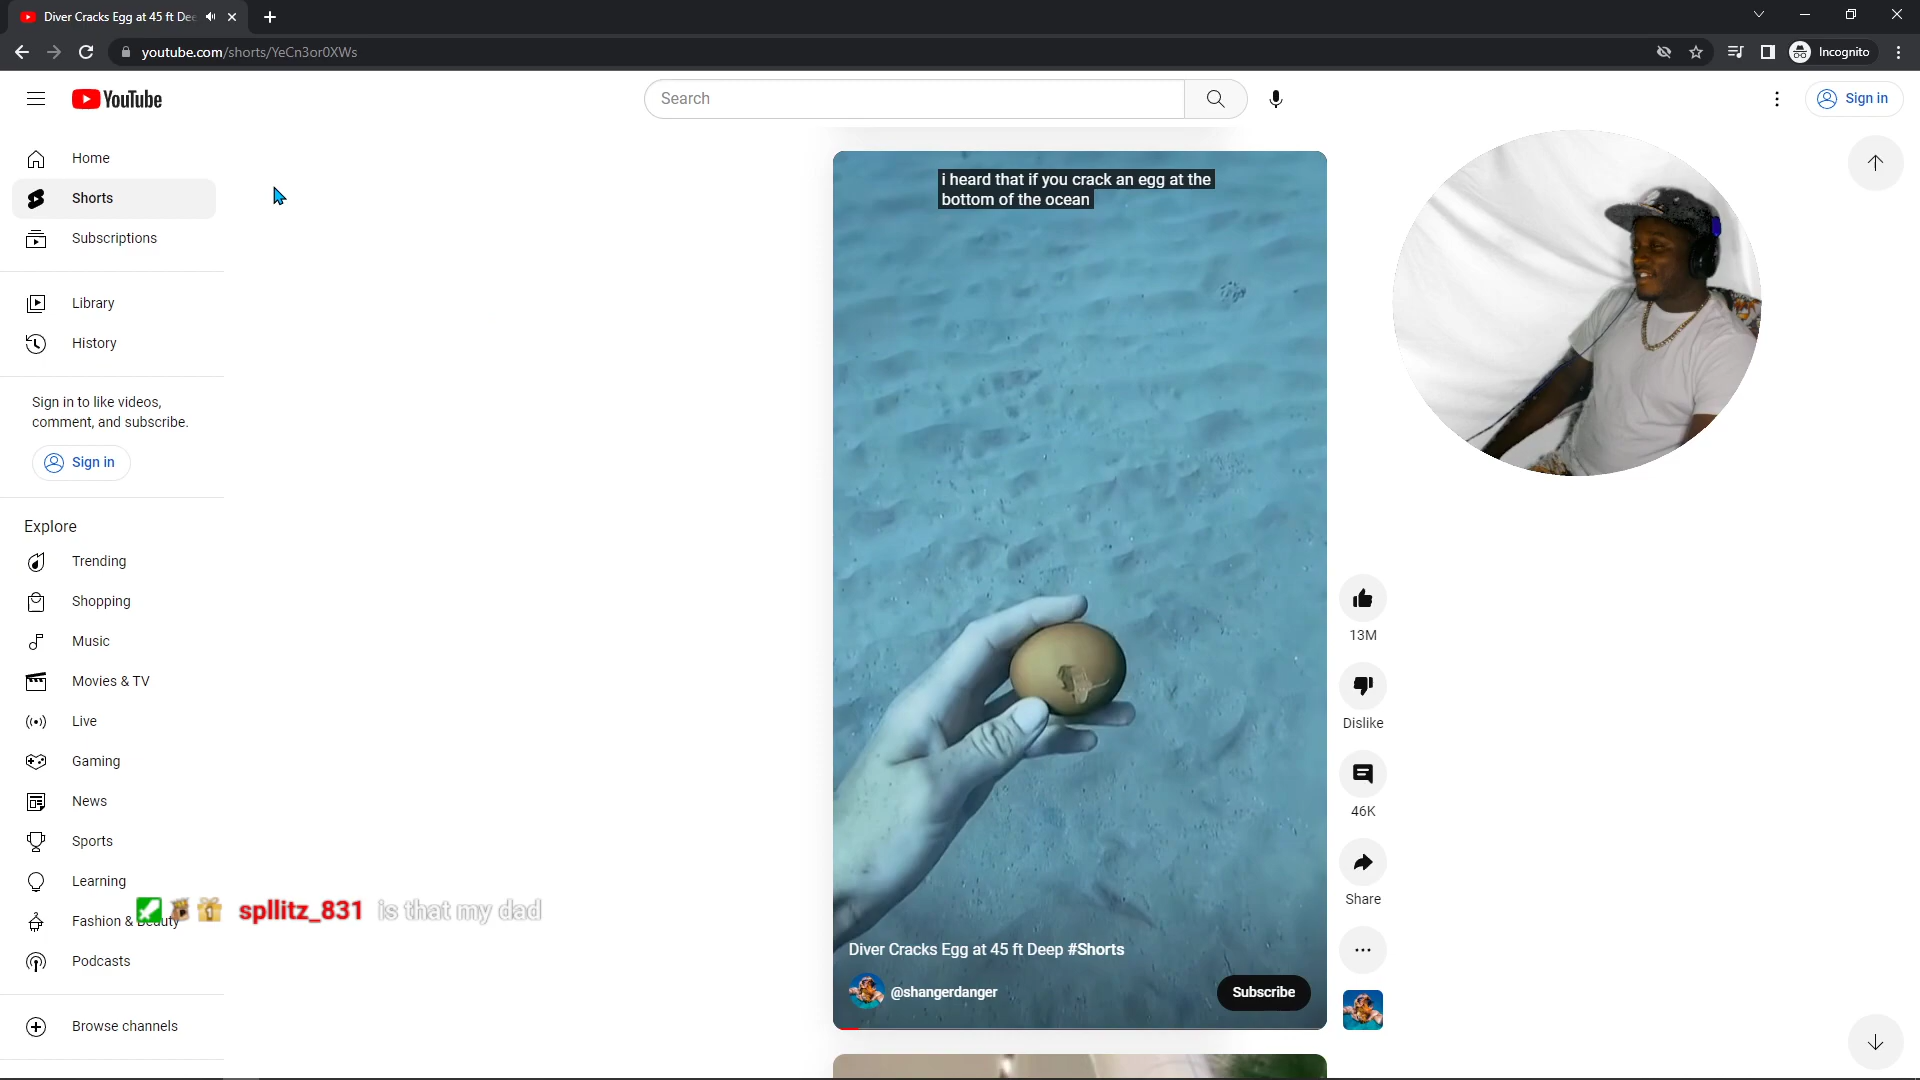 Diver Cracks Egg at 45 ft Dee
youtube.com/shorts/YeCn3or0XWs
Incognito
YouTube
Search
Sign in
Home
Shorts
Subscriptions
Library
History
Sign in to like videos,
comment, and subscribe.
Sign in
Explore
Trending
Shopping
Music
Movies & TV
Live
Gaming
News
Sports
Learning
Fashion & Beauty
Podcasts
Browse channels
spllitz_831 is that my dad
i heard that if you crack an egg at the
bottom of the ocean
Diver Cracks Egg at 45 ft Deep #Shorts
@shangerdanger
Subscribe
13M
Dislike
46K
Share